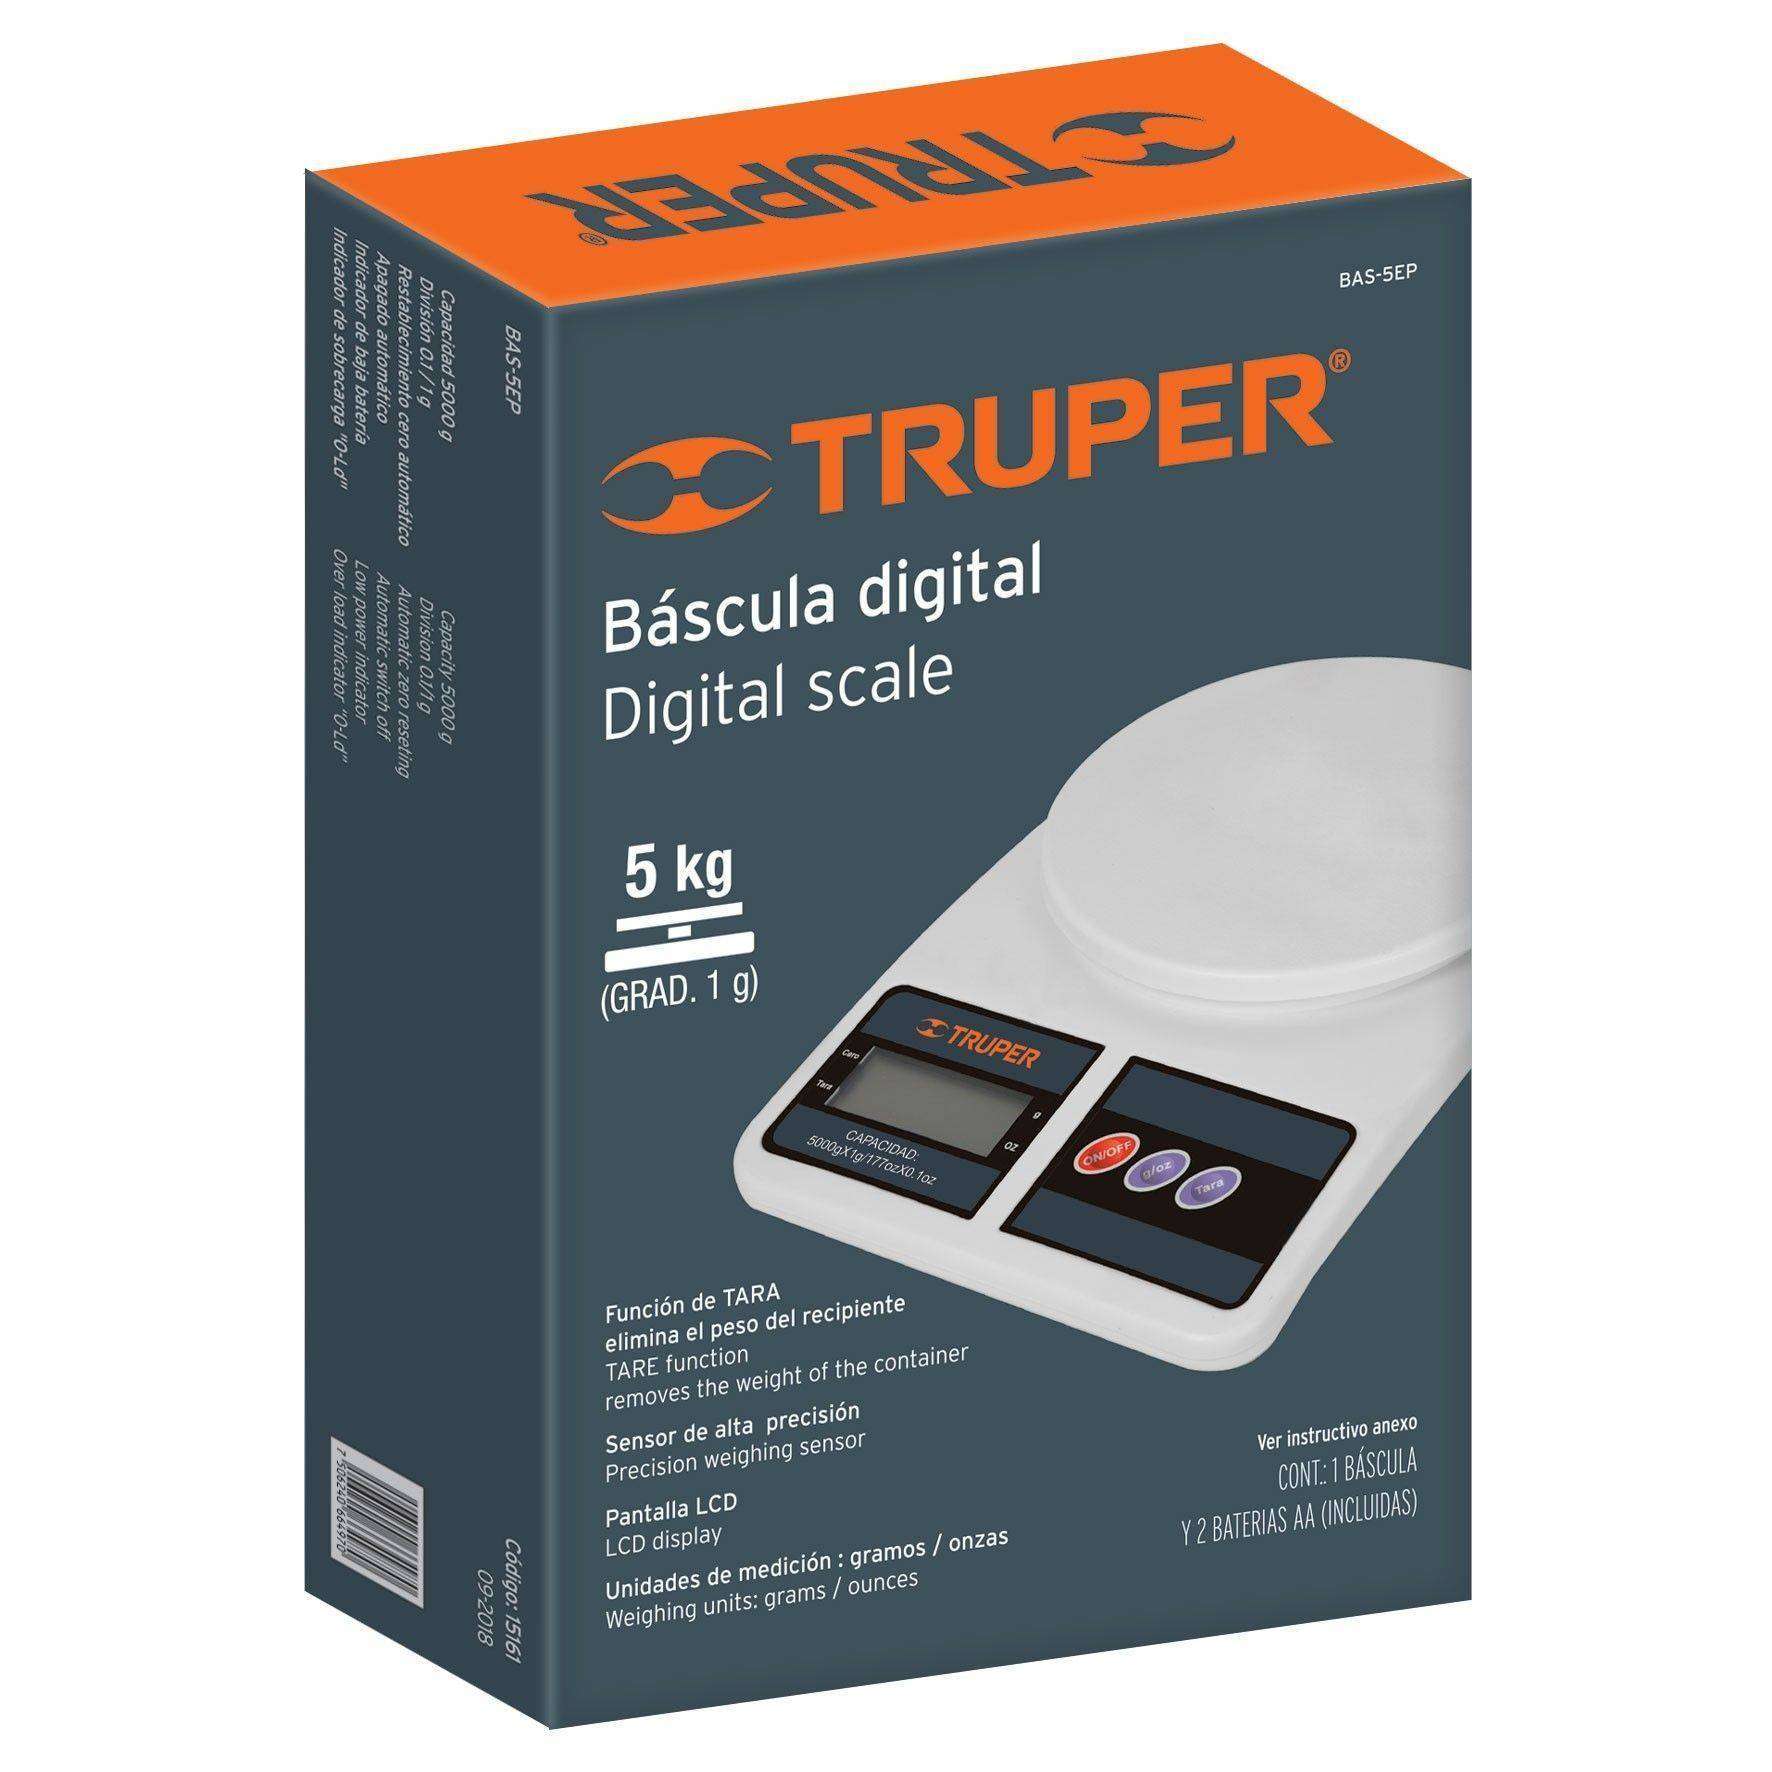 TRUPER®
BAS-5EP
TRUPER®
Báscula digital
Digital scale
5 kg
(GRAD. 1 g)
TRUPER
Cero
Tara
g
oz
CAPACIDAD:
5000gX1g/177ozX0.1oz
ON/OFF
g/oz
Tara
Función de TARA
elimina el peso del recipiente
TARE function
removes the weight of the container
Sensor de alta precisión
Precision weighing sensor
Pantalla LCD
LCD display
Unidades de medición : gramos / onzas
Weighing units: grams / ounces
Ver instructivo anexo
CONT.: 1 BÁSCULA
Y 2 BATERIAS AA (INCLUIDAS)
BAS-5EP
Capacidad 5000 g
División 0.1 / 1 g
Restablecimiento cero automático
Apagado automático
Indicador de baja batería
Indicador de sobrecarga "0-Ld"
Capacity 5000 g
Division 0.1/1 g
Automatic zero reseting
Automatic switch off
Low power indicator
Over load indicator "0-Ld"
Código: 15161
09-2018
7 506240 664970